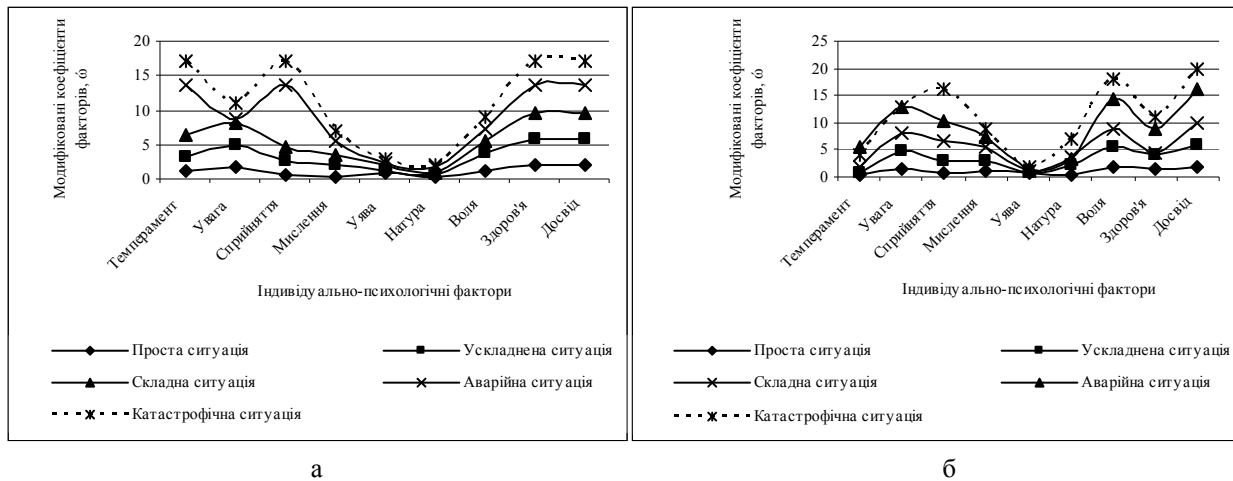 Модифіковані коефіцієнти
факторів, ώ
20
15
10
5
0
Темперамент
Увага
Сприйняття
Мислення
Уява
Натура
Воля
Здоров'я
Досвід
Індивідуально-психологічні фактори
Проста ситуація
Ускладнена ситуація
Складна ситуація
Аварійна ситуація
Катастрофічна ситуація
а
Модифіковані коефіцієнти
факторів, ώ
25
20
15
10
5
0
Темперамент
Увага
Сприйняття
Мислення
Уява
Натура
Воля
Здоров'я
Досвід
Індивідуально-психологічні фактори
Проста ситуація
Ускладнена ситуація
Складна ситуація
Аварійна ситуація
Катастрофічна ситуація
б